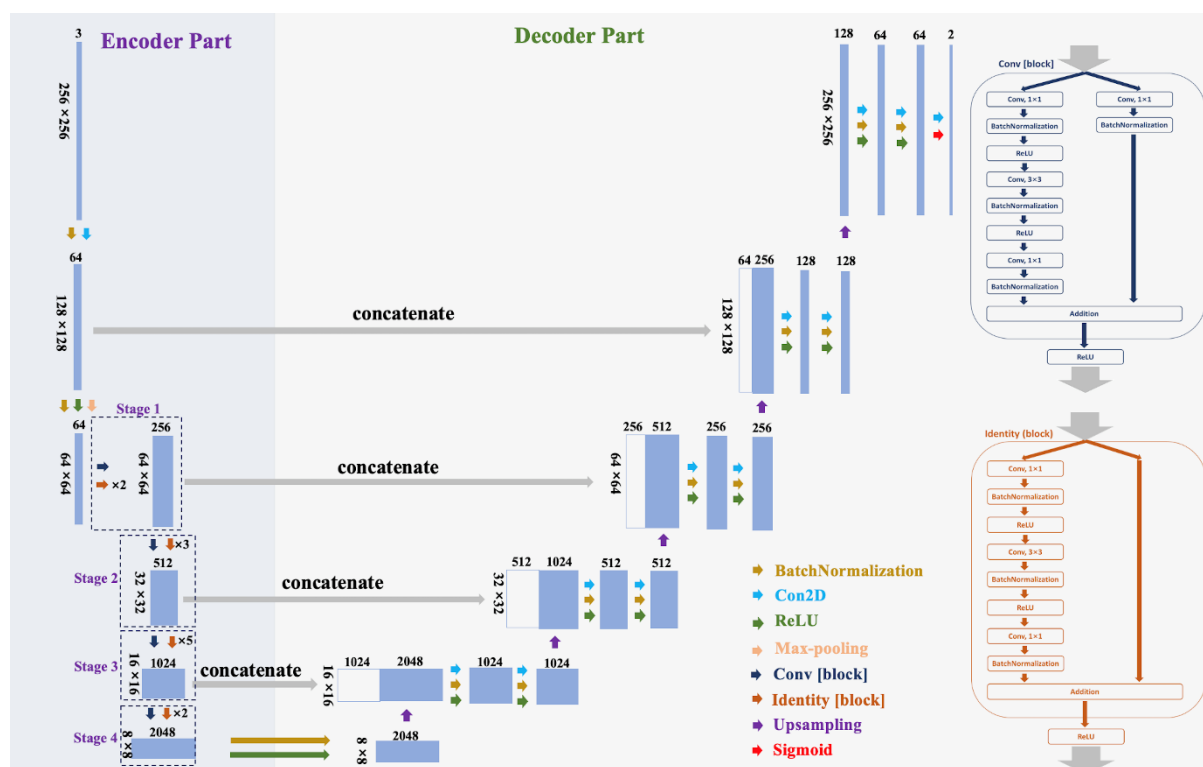 Encoder Part
Decoder Part
3
256 ×256
64
128 ×128
64
64 ×64
Stage 1
×2
256
64 ×64
×3
Stage 2
512
32×32
×5
Stage 3
1024
16 ×16
×2
Stage 4
2048
8×8
concatenate
concatenate
concatenate
concatenate
2048
8×8
1024
2048
1024
1024
16 ×16
512
1024
512
512
32×32
256
512
256
256
64 ×64
64
256
128
128
128 ×128
128
64
64
2
256 ×256
BatchNormalization
Con2D
ReLU
Max-pooling
Conv [block]
Identity [block]
Upsampling
Sigmoid
Conv [block]
Conv, 1×1
BatchNormalization
ReLU
Conv, 3×3
BatchNormalization
ReLU
Conv, 1×1
BatchNormalization
Conv, 1×1
BatchNormalization
Addition
ReLU
Identity [block]
Conv, 1×1
BatchNormalization
ReLU
Conv, 3×3
BatchNormalization
ReLU
Conv, 1×1
BatchNormalization
Addition
ReLU